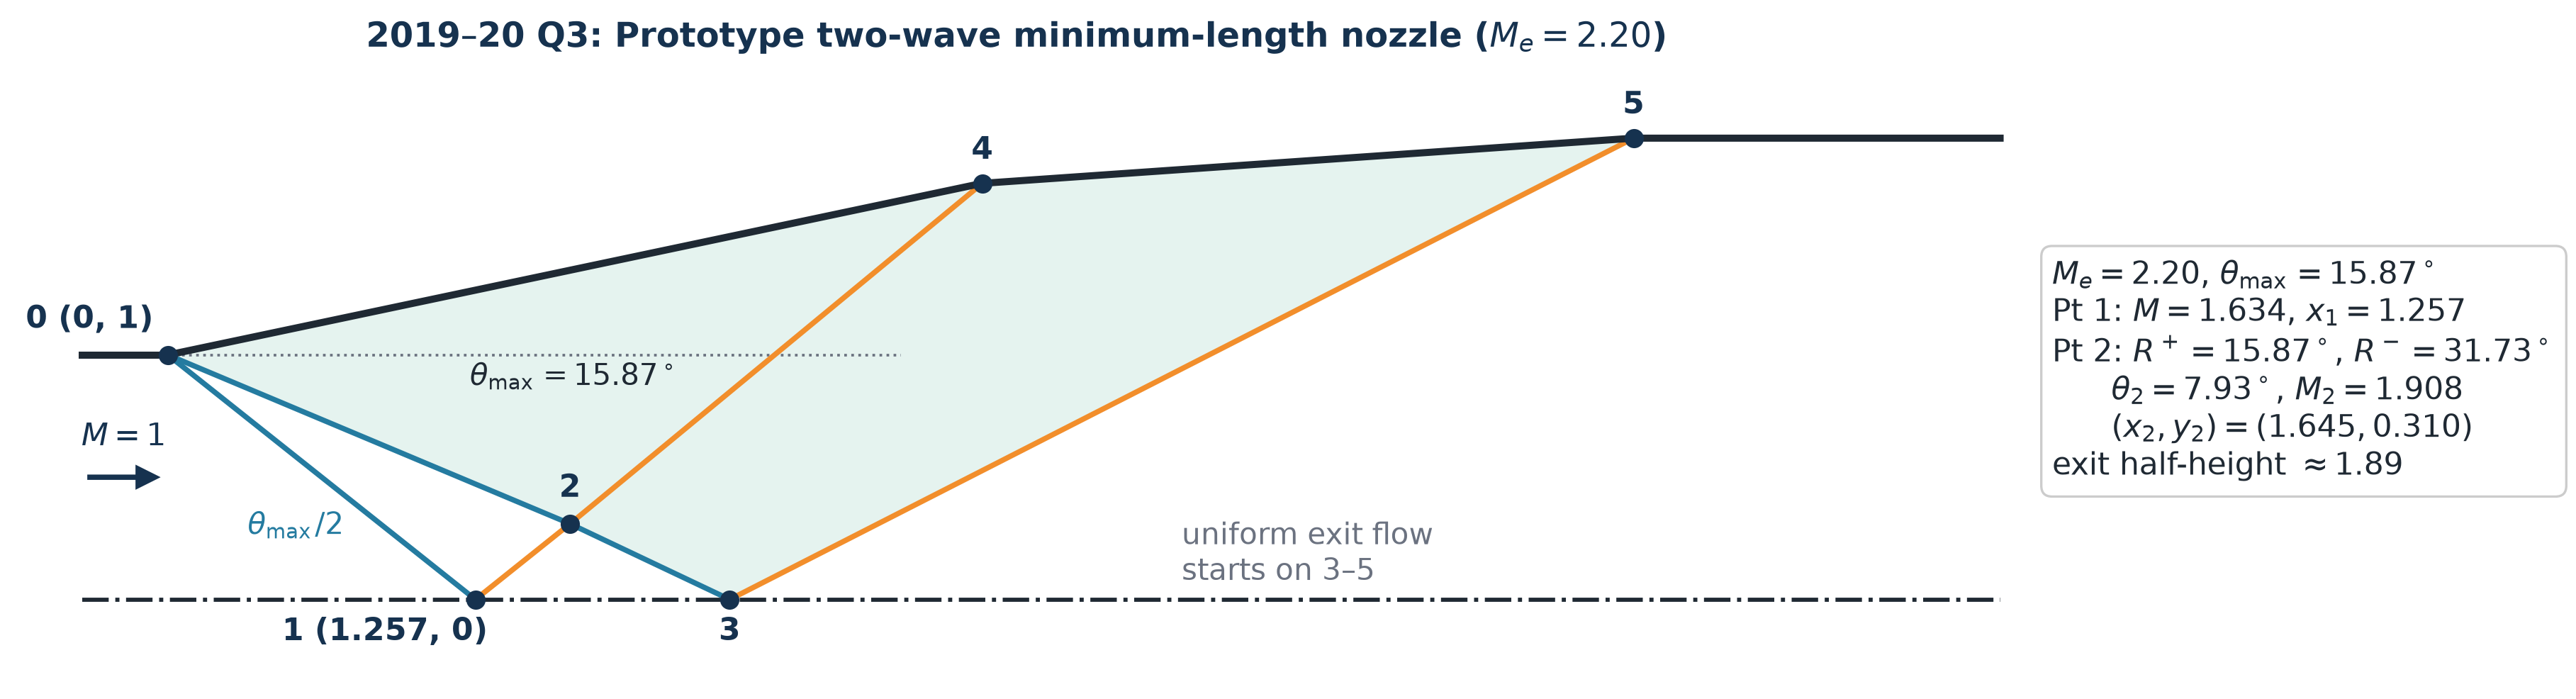 2019–20 Q3: Prototype two-wave minimum-length nozzle (Mₑ = 2.20)
5
4
0 (0, 1)
θmax = 15.87°
M = 1
2
θmax/2
uniform exit flow
starts on 3–5
1 (1.257, 0)
3
Mₑ = 2.20, θmax = 15.87°
Pt 1: M = 1.634, x₁ = 1.257
Pt 2: R⁺ = 15.87°, R⁻ = 31.73°
θ₂ = 7.93°, M₂ = 1.908
(x₂, y₂) = (1.645, 0.310)
exit half-height ≈ 1.89